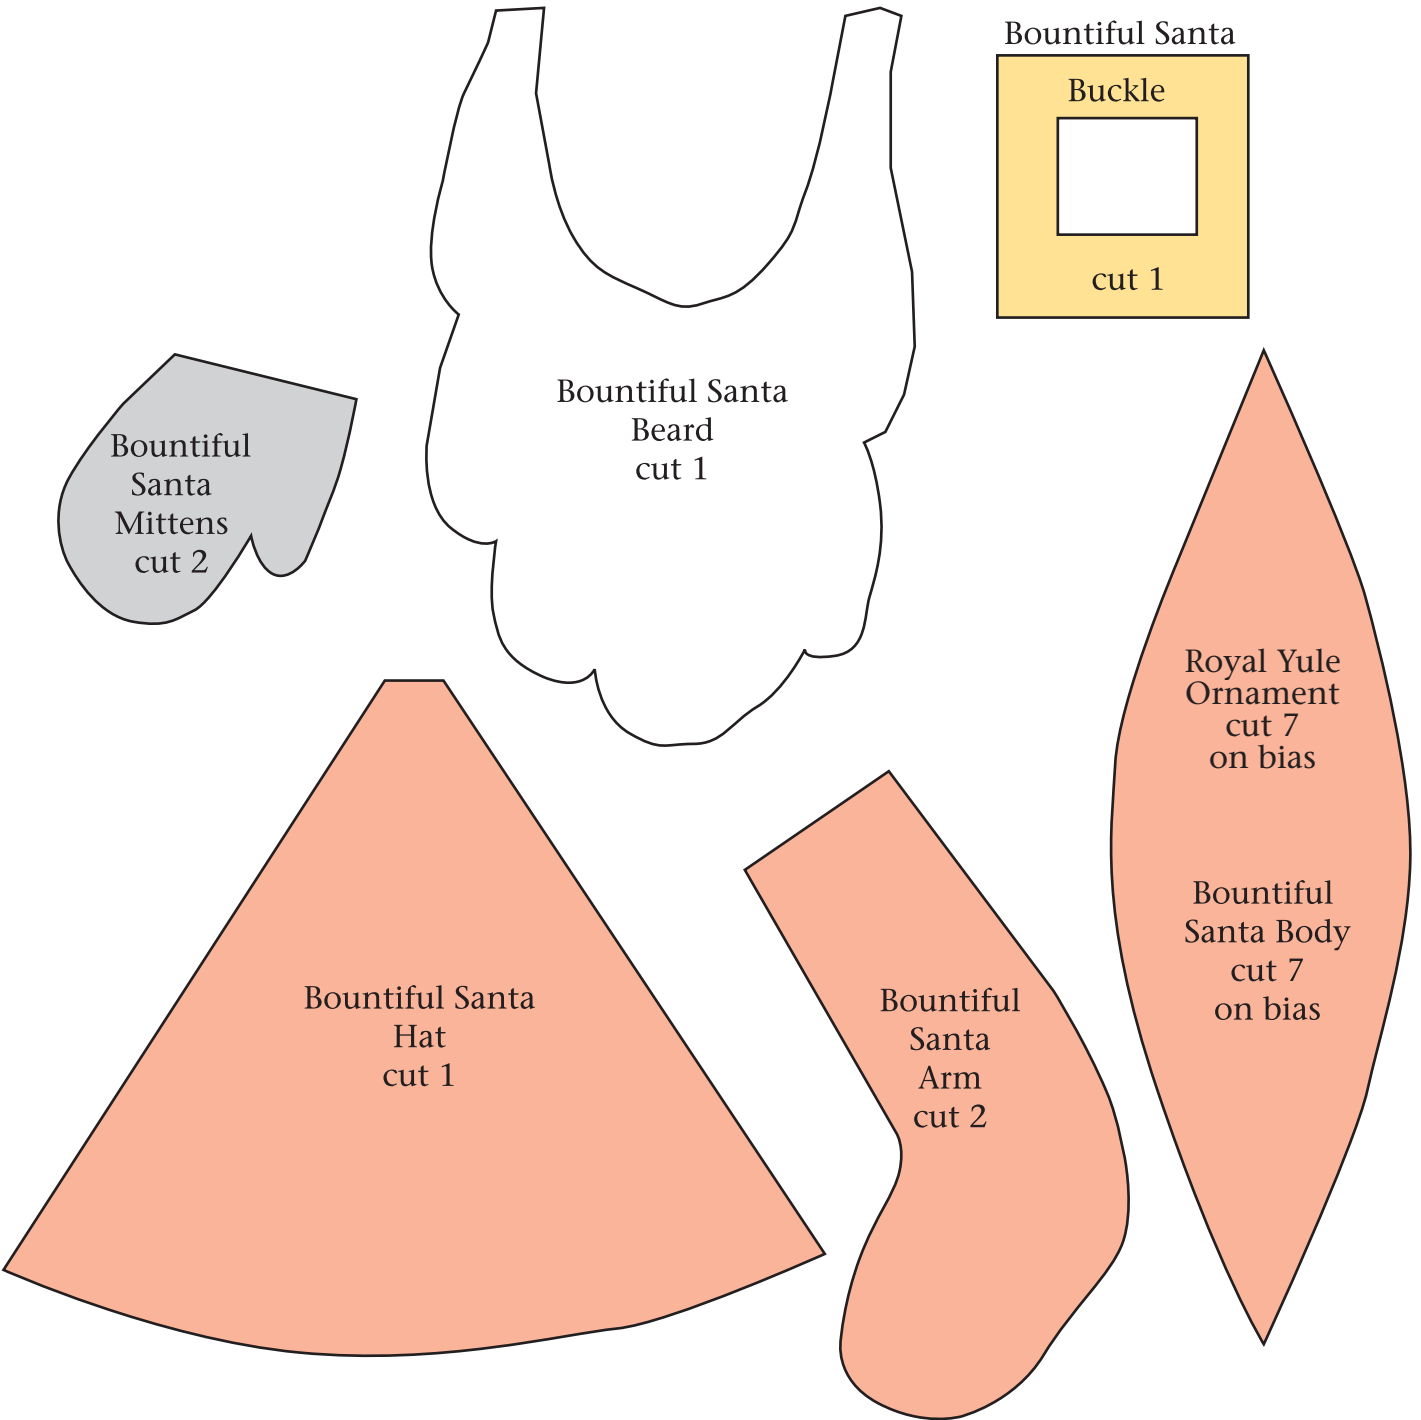 Bountiful Santa
Buckle
cut 1
Bountiful Santa
Beard
cut 1
Bountiful
Santa
Mittens
cut 2
Royal Yule
Ornament
cut 7
on bias
Bountiful
Santa Body
cut 7
on bias
Bountiful Santa
Hat
cut 1
Bountiful
Santa
Arm
cut 2